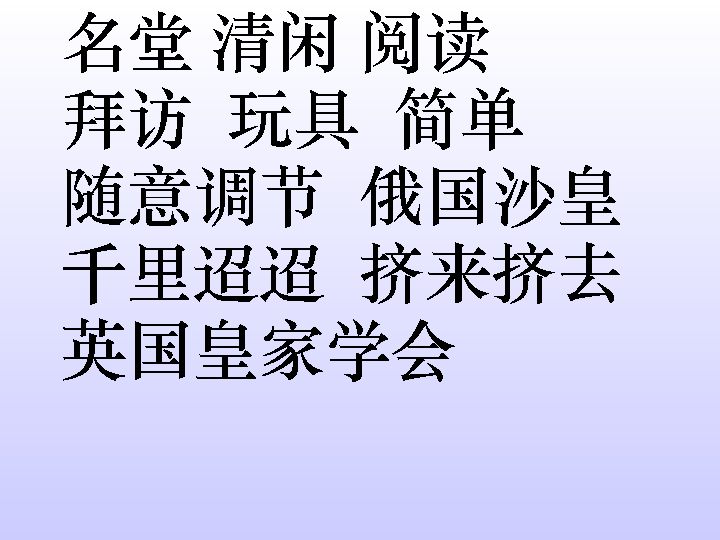 名堂 清闲 阅读
拜访 玩具 简单
随意调节 俄国沙皇
千里迢迢 挤来挤去
英国皇家学会